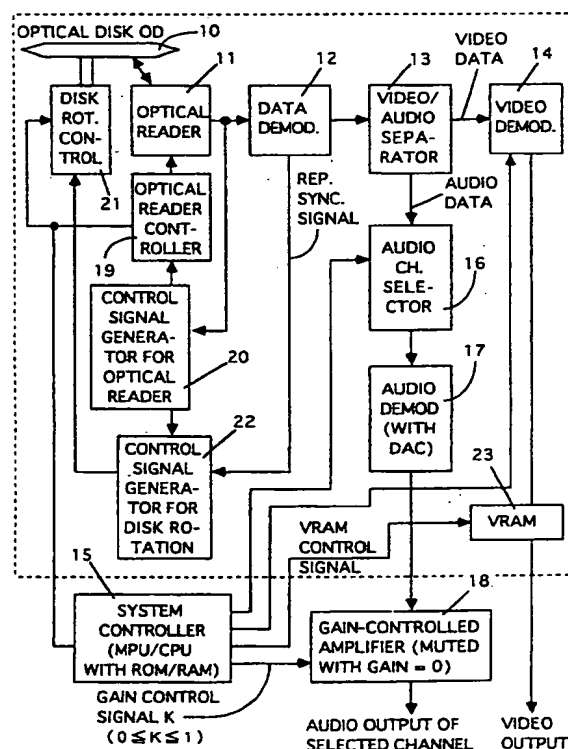 OPTICAL DISK OD
10
11
12
13
VIDEO
DATA
14
DISK
ROT.
CON-
TROL
21
OPTICAL
READER
DATA
DEMOD.
VIDEO/
AUDIO
SEPA-
RATOR
VIDEO
DEMOD.
OPTICAL
READER
CONT-
ROLLER
19
REP.
SYNC.
SIGNAL
AUDIO
DATA
AUDIO
CH.
SELE-
CTOR
16
CONTROL
SIGNAL
GENERA-
TOR FOR
OPTICAL
READER
20
17
AUDIO
DEMOD
(WITH
DAC)
22
CONTROL
SIGNAL
GENERA-
TOR FOR
DISK RO-
TATION
23
VRAM
VRAM
CONTROL
SIGNAL
15
18
SYSTEM
CONTROLLER
(MPU/CPU
WITH ROM/RAM)
GAIN-CONTROLLED
AMPLIFIER (MUTED
WITH GAIN = 0)
GAIN CONTROL
SIGNAL K
(0≦K≦1)
AUDIO OUTPUT OF
SELECTED CHANNEL
VIDEO
OUTPUT